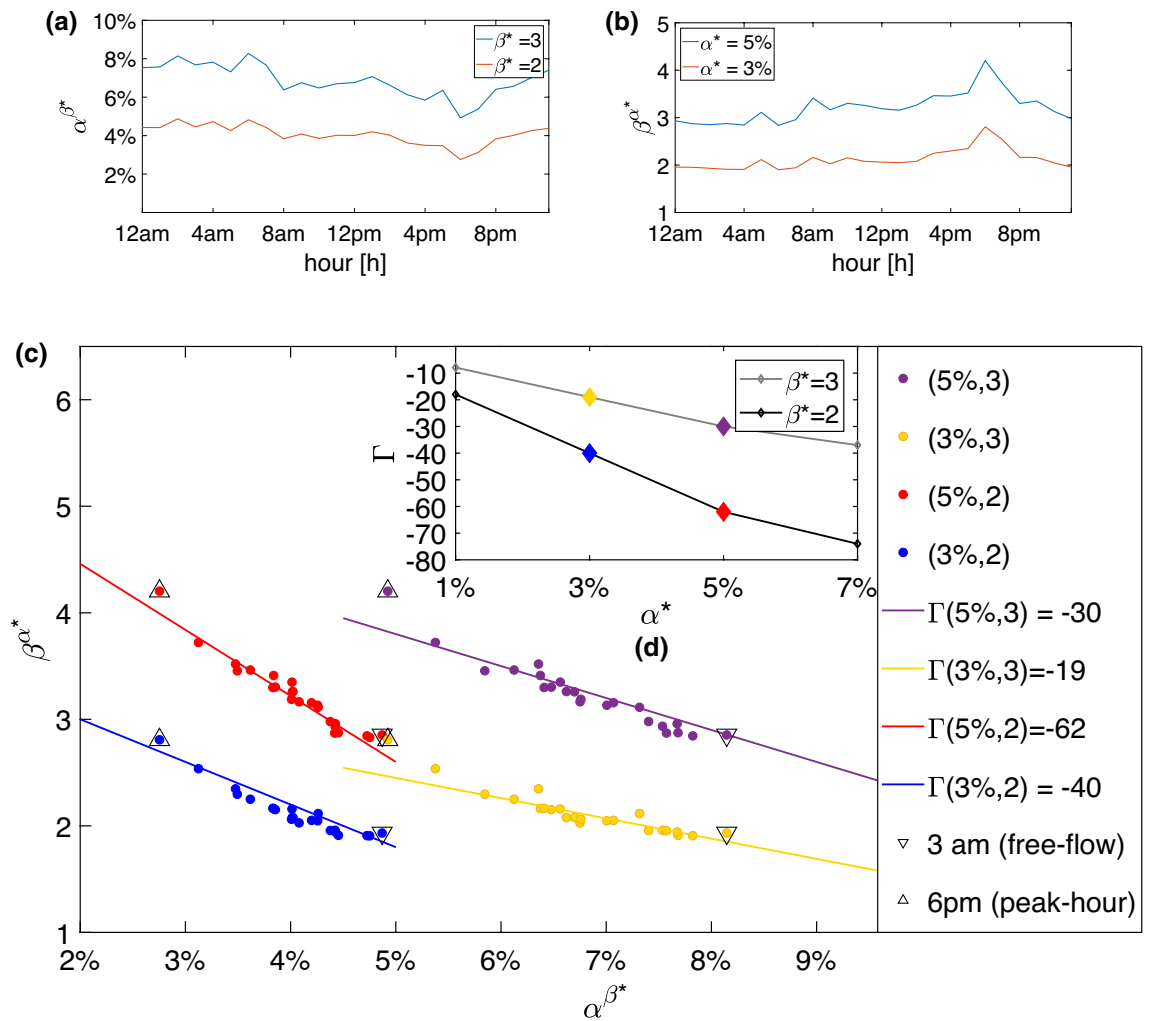 (a)
10%
8%
6%
4%
2%
α^{β*}
β* =3
β* =2
12am 4am 8am 12pm 4pm 8pm
hour [h]
(b)
5
4
3
2
1
β^{α*}
α* = 5%
α* = 3%
12am 4am 8am 12pm 4pm 8pm
hour [h]
(c)
6
5
4
3
2
1
β^{α*}
2% 3% 4% 5% 6% 7% 8% 9%
α^{β*}
-10
-20
-30
-40
-50
-60
-70
-80
Γ
β*=3
β*=2
1% 3% 5% 7%
α*
(d)
(5%,3)
(3%,3)
(5%,2)
(3%,2)
Γ(5%,3) = -30
Γ(3%,3)=-19
Γ(5%,2)=-62
Γ(3%,2) = -40
3 am (free-flow)
6pm (peak-hour)